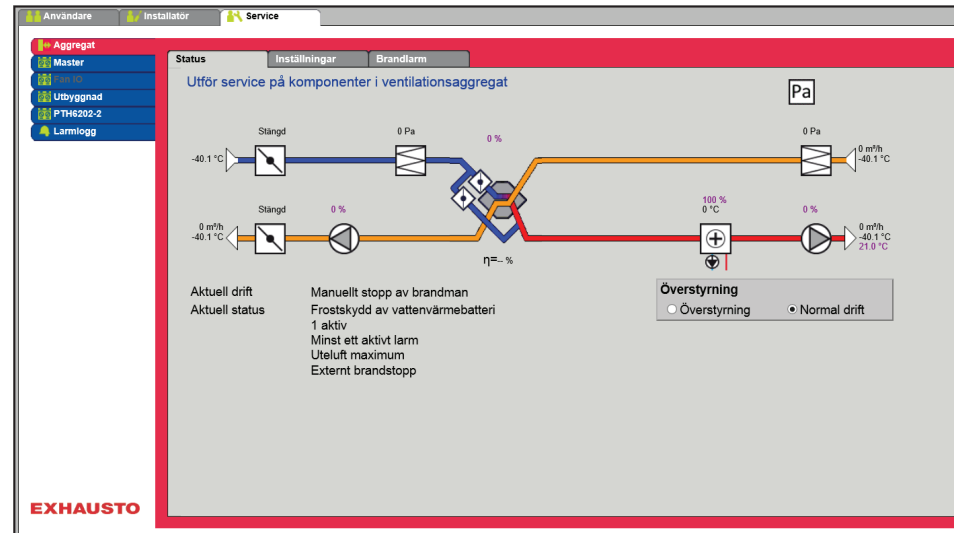 Användare
Installatör
Service
Aggregat
Master
Fan IO
Utbyggnad
PTH6202-2
Larmlogg
Status
Inställningar
Brandlarm
Utför service på komponenter i ventilationsaggregat
Pa
Stängd
0 Pa
0 %
0 Pa
-40.1 °C
0 m³/h
-40.1 °C
Stängd
0 %
100 %
0 °C
0 %
0 m³/h
-40.1 °C
0 m³/h
-40.1 °C
21.0 °C
η=-- %
Aktuell drift Manuellt stopp av brandman
Aktuell status Frostskydd av vattenvärmebatteri
1 aktiv
Minst ett aktivt larm
Uteluft maximum
Externt brandstopp
Överstyrning
Överstyrning Normal drift
EXHAUSTO